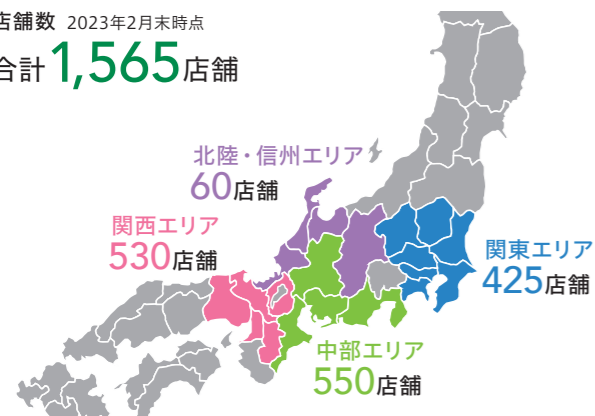 店舗数 2023年2月末時点
合計1,565店舗
北陸・信州エリア
60店舗
関西エリア
530店舗
関東エリア
425店舗
中部エリア
550店舗